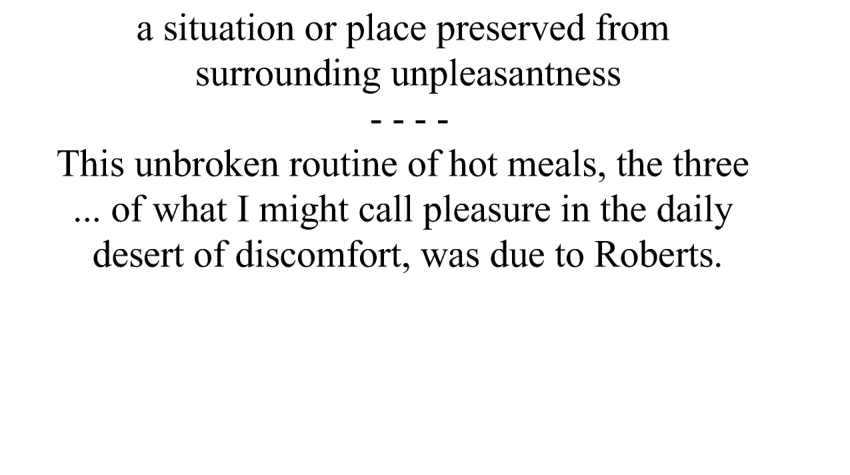 a situation or place preserved from
surrounding unpleasantness
- - - -
This unbroken routine of hot meals, the three
... of what I might call pleasure in the daily
desert of discomfort, was due to Roberts.